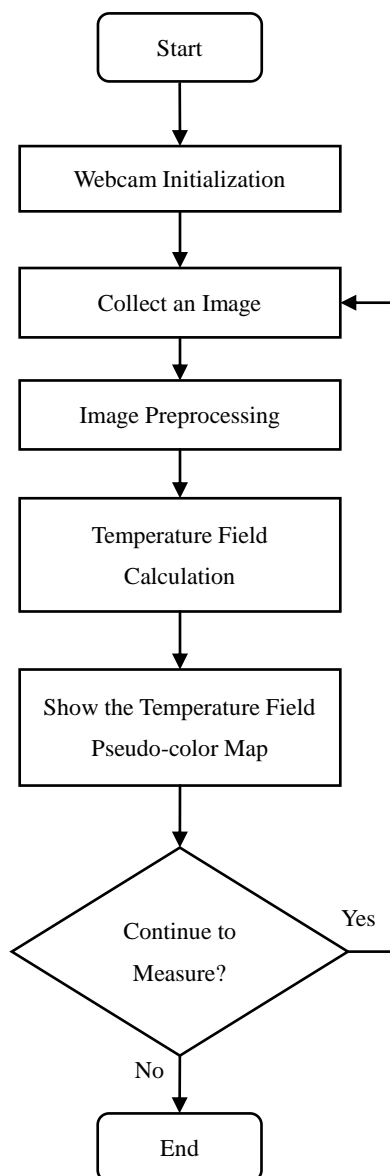 Start
Webcam Initialization
Collect an Image
Image Preprocessing
Temperature Field
Calculation
Show the Temperature Field
Pseudo-color Map
Continue to
Measure?
Yes
No
End